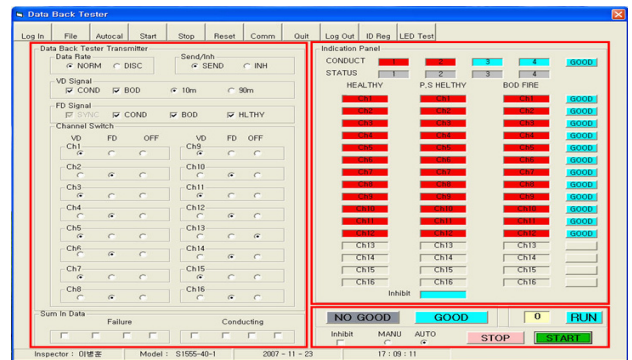 Data Back Tester
Log In File Autocal Start Stop Reset Comm Quit Log Out ID Reg LED Test
Data Back Tester Transmitter
Data Rate
NORM DISC
Send/Inh
SEND INH
VD Signal
COND BOD 10m 90m
FD Signal
SYNC COND BOD HLTHY
Channel Switch
VD FD OFF VD FD OFF
Ch1 Ch9
Ch2 Ch10
Ch3 Ch11
Ch4 Ch12
Ch5 Ch13
Ch6 Ch14
Ch7 Ch15
Ch8 Ch16
Sum In Data
Failure Conducting
Indication Panel
CONDUCT 1 2 3 4 GOOD
STATUS 1 2 3 4
HEALTHY P.S HELTHY BOD FIRE
Ch1 Ch1 Ch1 GOOD
Ch2 Ch2 Ch2 GOOD
Ch3 Ch3 Ch3 GOOD
Ch4 Ch4 Ch4 GOOD
Ch5 Ch5 Ch5 GOOD
Ch6 Ch6 Ch6 GOOD
Ch7 Ch7 Ch7 GOOD
Ch8 Ch8 Ch8 GOOD
Ch9 Ch9 Ch9 GOOD
Ch10 Ch10 Ch10 GOOD
Ch11 Ch11 Ch11 GOOD
Ch12 Ch12 Ch12 GOOD
Ch13 Ch13 Ch13
Ch14 Ch14 Ch14
Ch15 Ch15 Ch15
Ch16 Ch16 Ch16
Inhibit
NO GOOD GOOD 0 RUN
Inhibit MANU AUTO STOP START
Inspector : 이병훈 Model : S1555-40-1 2007 - 11 - 23 17 : 09 : 11